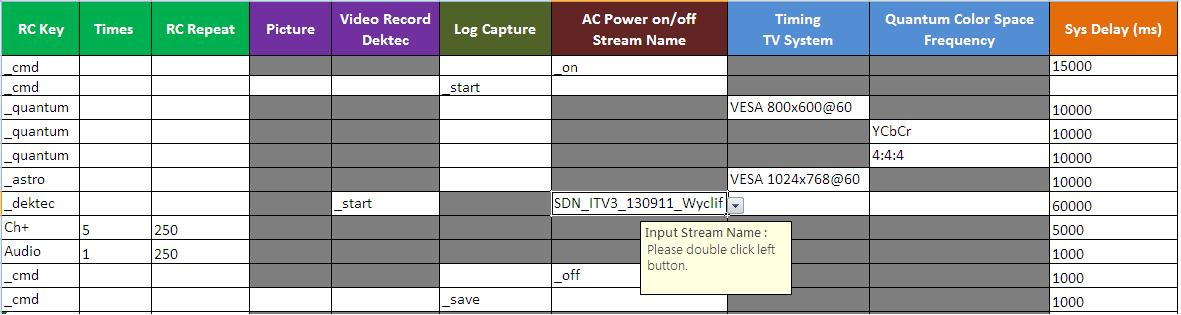 RC Key Times RC Repeat Picture Video Record Dektec Log Capture AC Power on/off Stream Name Timing TV System Quantum Color Space Frequency Sys Delay (ms)
_cmd _on 15000
_cmd _start
_quantum VESA 800x600@60 10000
_quantum YCbCr 10000
_quantum 4:4:4 10000
_astro VESA 1024x768@60 10000
_dektec _start SDN_ITV3_130911_Wyclif 60000
Ch+ 5 250 5000
Input Stream Name :
Please double click left
button.
Audio 1 250 1000
_cmd _off 1000
_cmd _save 1000